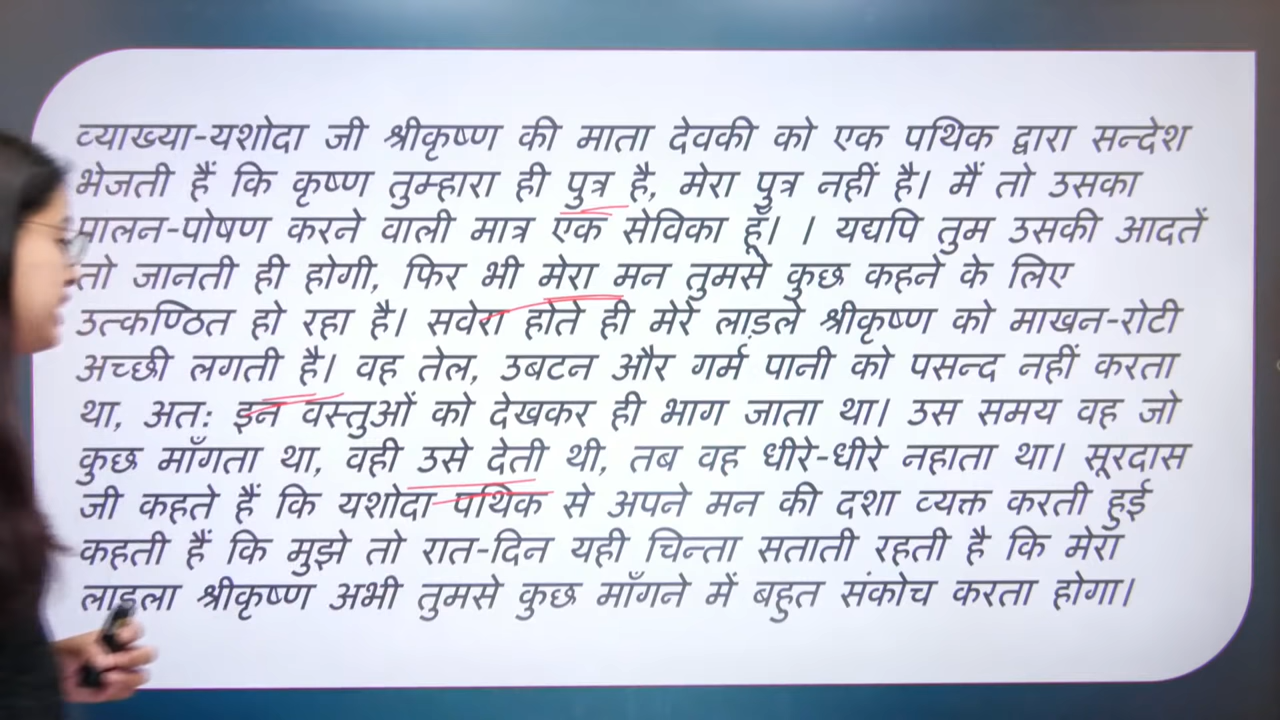 व्याख्या-यशोदा जी श्रीकृष्ण की माता देवकी को एक पथिक द्वारा सन्देश
भेजती हैं कि कृष्ण तुम्हारा ही पुत्र है, मेरा पुत्र नहीं है। मैं तो उसका
पालन-पोषण करने वाली मात्र एक सेविका हूँ। । यद्यपि तुम उसकी आदतें
तो जानती ही होगी, फिर भी मेरा मन तुमसे कुछ कहने के लिए
उत्कण्ठित हो रहा है। सवेरा होते ही मेरे लाड़ले श्रीकृष्ण को माखन-रोटी
अच्छी लगती है। वह तेल, उबटन और गर्म पानी को पसन्द नहीं करता
था, अतः इन वस्तुओं को देखकर ही भाग जाता था। उस समय वह जो
कुछ माँगता था, वही उसे देती थी, तब वह धीरे-धीरे नहाता था। सूरदास
जी कहते हैं कि यशोदा पथिक से अपने मन की दशा व्यक्त करती हुई
कहती हैं कि मुझे तो रात-दिन यही चिन्ता सताती रहती है कि मेरा
लाड़ला श्रीकृष्ण अभी तुमसे कुछ माँगने में बहुत संकोच करता होगा।